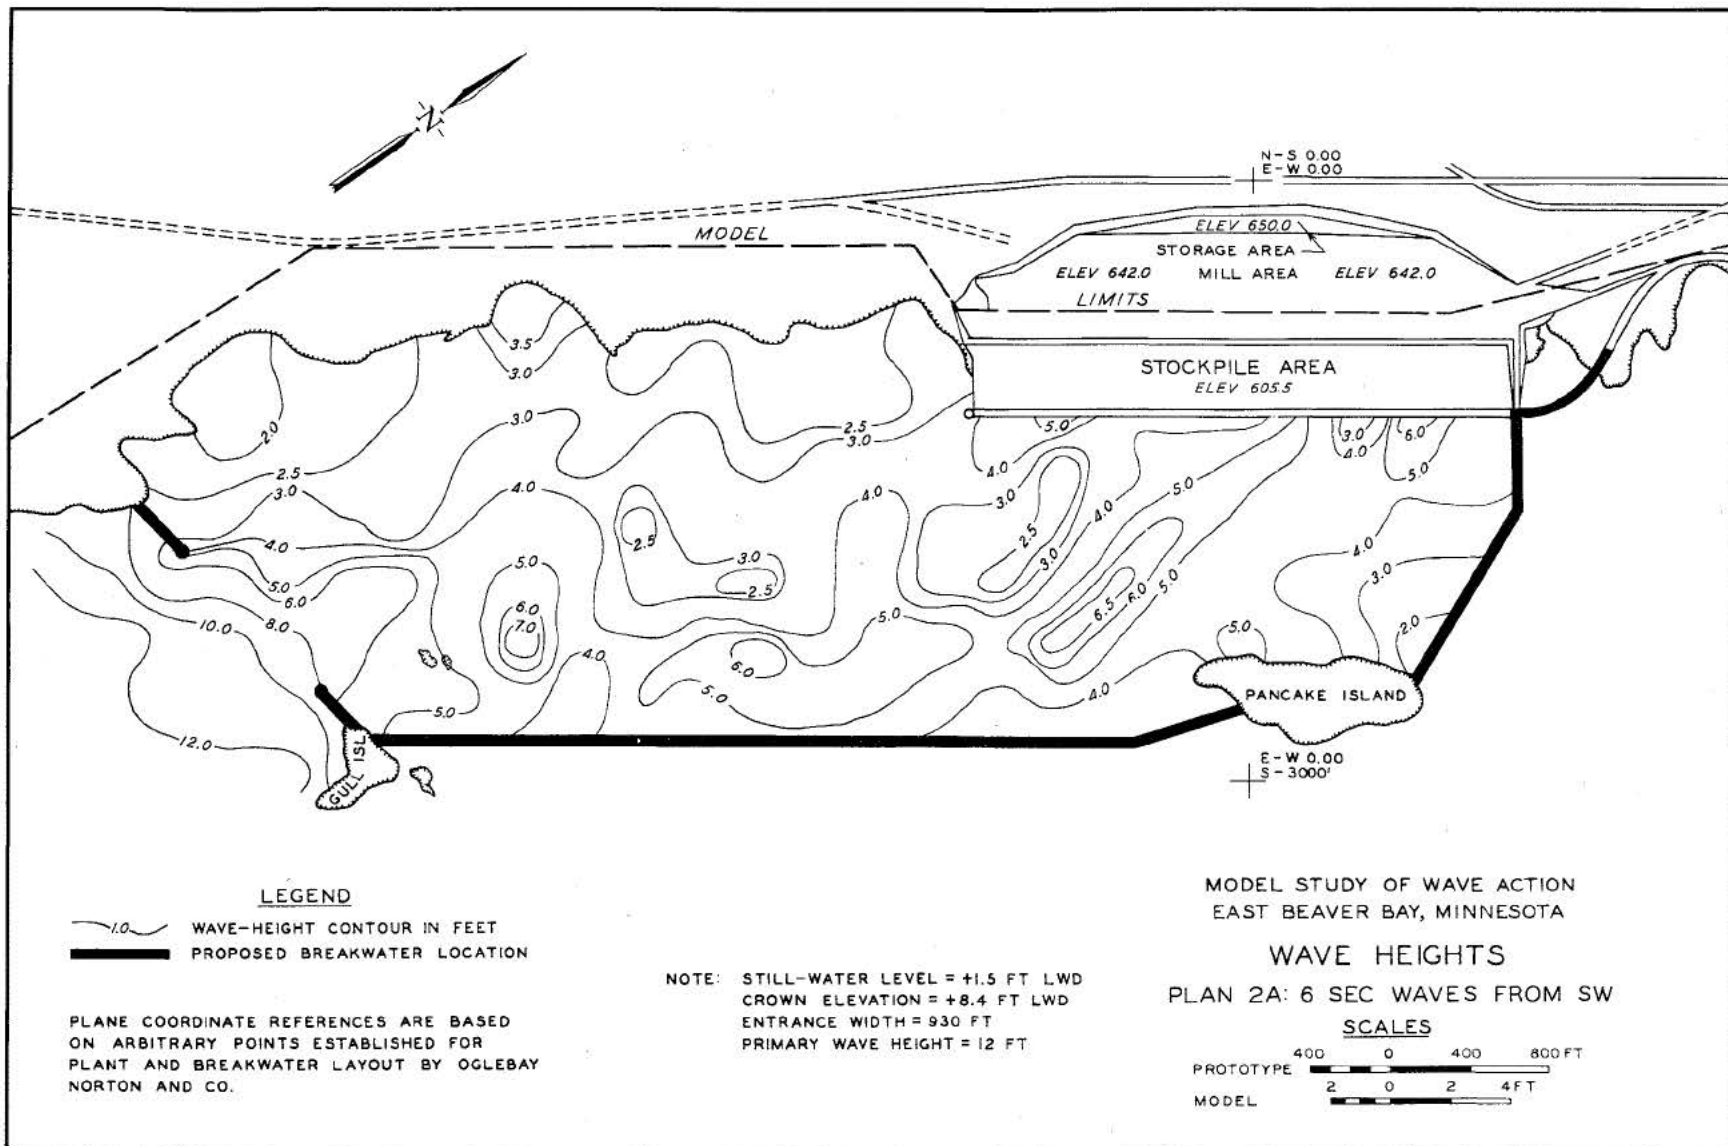 N
N-S 0.00
E-W 0.00
MODEL
ELEV 650.0
STORAGE AREA
ELEV 642.0 MILL AREA ELEV 642.0
LIMITS
STOCKPILE AREA
ELEV 605.5
3.5
3.0
2.0
3.0
2.5
3.0
5.0
3.0
6.0
4.0
2.5
3.0
4.0
4.0
4.0
3.0
5.0
5.0
4.0
4.0
2.5
5.0
3.0
2.5
2.5
3.0
4.0
3.0
5.0
6.0
10.0
8.0
6.0
7.0
5.0
6.5
6.0
5.0
5.0
2.0
4.0
6.0
5.0
5.0
4.0
PANCAKE ISLAND
12.0
GULL ISL
E-W 0.00
S-3000'
LEGEND
1.0 WAVE-HEIGHT CONTOUR IN FEET
PROPOSED BREAKWATER LOCATION
PLANE COORDINATE REFERENCES ARE BASED
ON ARBITRARY POINTS ESTABLISHED FOR
PLANT AND BREAKWATER LAYOUT BY OGLEBAY
NORTON AND CO.
NOTE: STILL-WATER LEVEL = +1.5 FT LWD
CROWN ELEVATION = +8.4 FT LWD
ENTRANCE WIDTH = 930 FT
PRIMARY WAVE HEIGHT = 12 FT
MODEL STUDY OF WAVE ACTION
EAST BEAVER BAY, MINNESOTA
WAVE HEIGHTS
PLAN 2A: 6 SEC WAVES FROM SW
SCALES
400 0 400 800 FT
PROTOTYPE
2 0 2 4 FT
MODEL